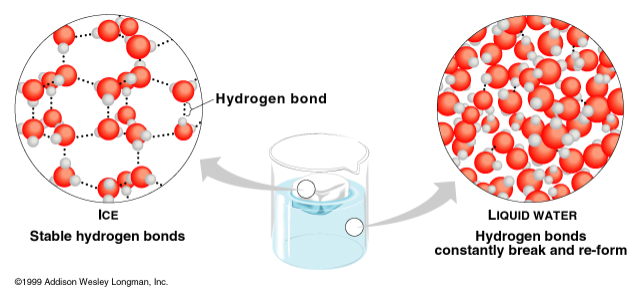 Hydrogen bond
ICE
Stable hydrogen bonds
LIQUID WATER
Hydrogen bonds
constantly break and re-form
©1999 Addison Wesley Longman, Inc.